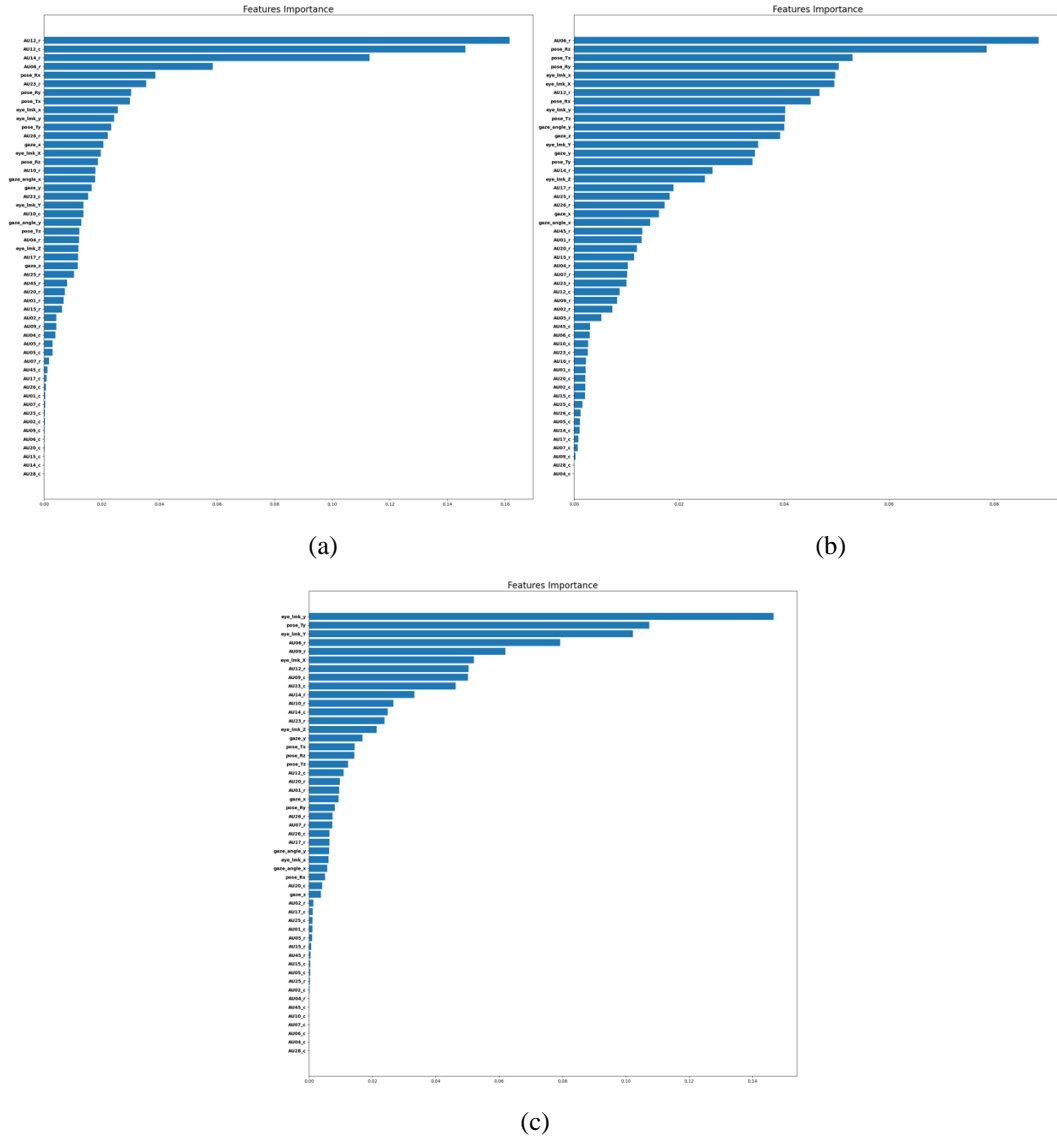 Features Importance
AU12_r
AU12_c
AU14_r
AU06_r
pose_Rx
AU23_r
pose_Ry
pose_Tx
eye_lmk_x
eye_lmk_y
pose_Ty
AU26_r
gaze_x
eye_lmk_X
pose_Rz
AU10_r
gaze_angle_x
gaze_y
AU23_c
eye_lmk_Y
AU10_c
gaze_angle_y
pose_Tz
AU04_r
eye_lmk_Z
AU17_r
AU25_r
AU45_r
AU20_r
AU01_r
AU15_r
AU02_r
AU09_r
AU04_c
AU05_r
AU05_c
AU07_r
AU45_c
AU17_c
AU26_c
AU01_c
AU07_c
AU25_c
AU02_c
AU09_c
AU06_c
AU20_c
AU15_c
AU14_c
AU28_c
0.00 0.02 0.04 0.06 0.08 0.10 0.12 0.14 0.16
(a)
Features Importance
AU06_r
pose_Rz
pose_Tx
pose_Ry
eye_lmk_x
eye_lmk_X
AU12_r
pose_Rx
eye_lmk_y
pose_Tz
gaze_angle_y
gaze_z
eye_lmk_Y
gaze_y
pose_Ty
AU14_r
eye_lmk_Z
AU17_r
AU25_r
AU26_r
gaze_x
gaze_angle_x
AU45_r
AU01_r
AU20_r
AU15_r
AU04_r
AU07_r
AU23_r
AU12_c
AU09_r
AU02_r
AU05_r
AU45_c
AU06_c
AU10_c
AU23_c
AU10_r
AU01_c
AU20_c
AU02_c
AU15_c
AU25_c
AU26_c
AU05_c
AU14_c
AU17_c
AU07_c
AU09_c
AU28_c
AU04_c
0.00 0.02 0.04 0.06 0.08
(b)
Features Importance
eye_lmk_y
pose_Ty
eye_lmk_Y
AU06_r
AU09_r
eye_lmk_X
AU12_r
AU09_c
AU23_c
AU14_r
AU10_r
AU14_c
AU23_r
eye_lmk_Z
gaze_y
pose_Tx
pose_Rz
pose_Tz
AU12_c
AU20_r
AU01_r
gaze_x
pose_Ry
AU26_r
AU07_r
AU26_c
AU17_r
gaze_angle_y
eye_lmk_x
gaze_angle_x
pose_Rx
AU20_c
gaze_z
AU02_r
AU17_c
AU25_c
AU01_c
AU05_r
AU15_r
AU45_r
AU15_c
AU05_c
AU25_r
AU02_c
AU04_r
AU45_c
AU10_c
AU07_c
AU06_c
AU04_c
AU28_c
0.00 0.02 0.04 0.06 0.08 0.10 0.12 0.14
(c)